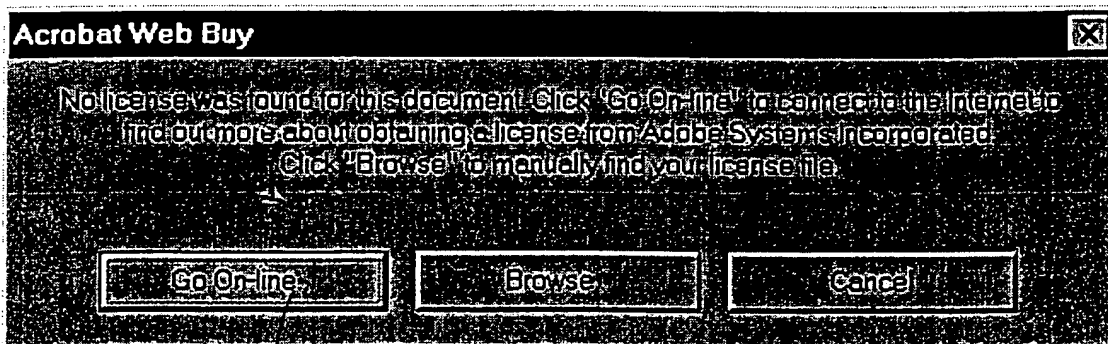 Acrobat Web Buy
No license was found for this document. Click "Go On-line" to connect to the Internet to
find out more about obtaining a license from Adobe Systems Incorporated.
Click "Browse" to manually find your license file.
Go On-line... Browse... Cancel